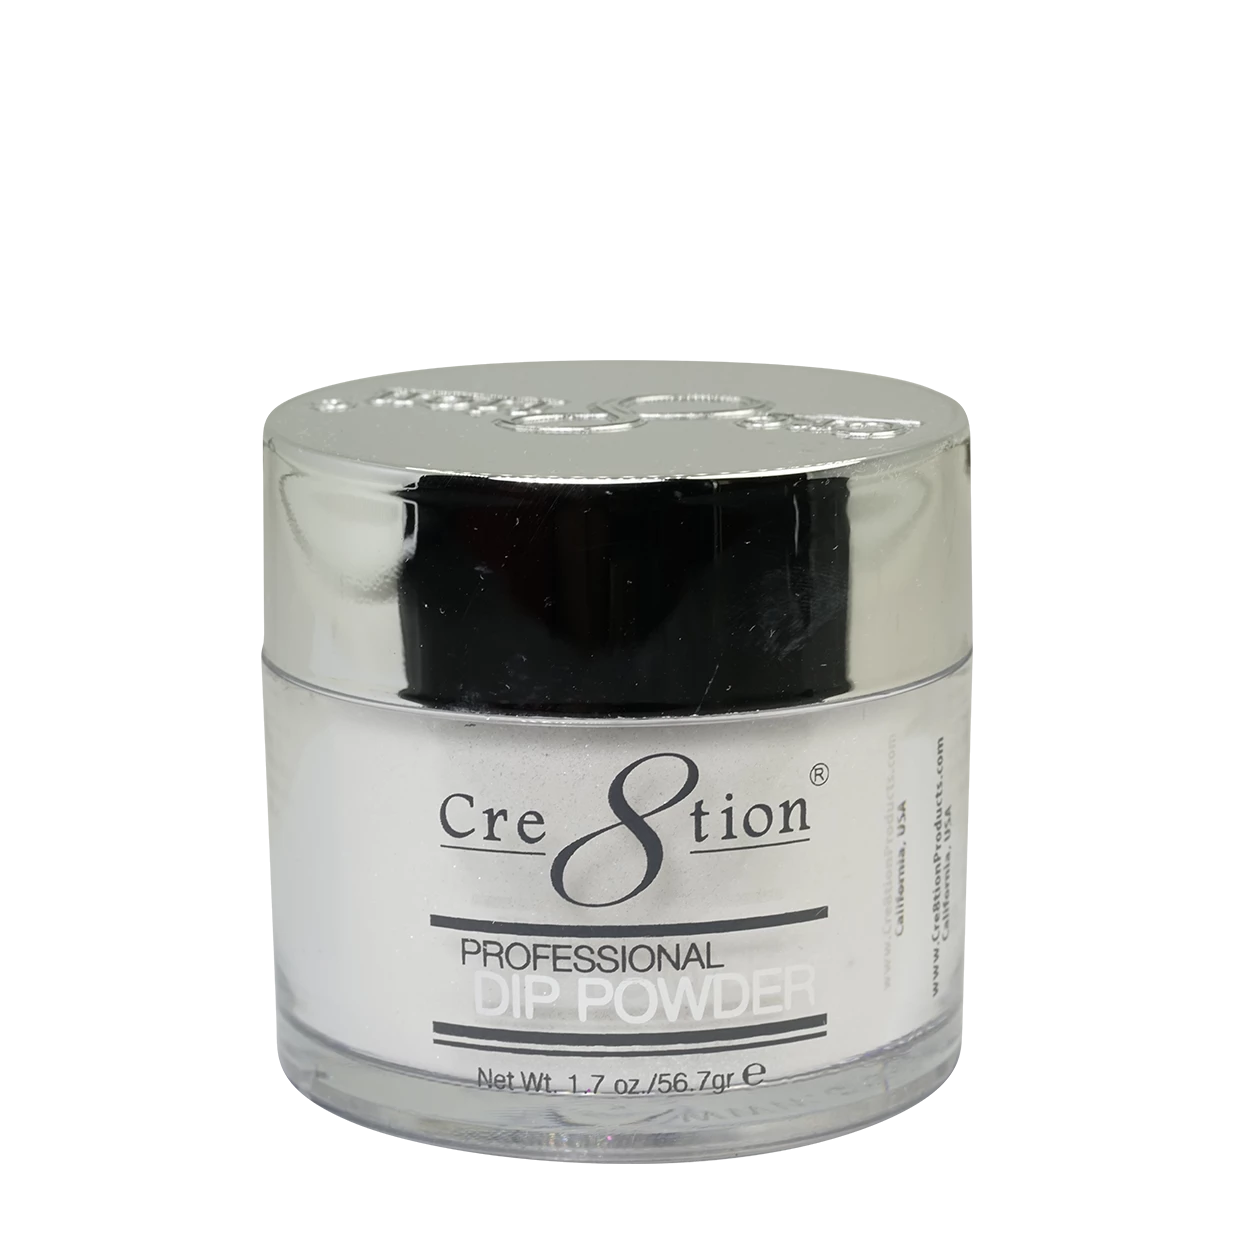 Cre8tion®
PROFESSIONAL
DIP POWDER
Net Wt. 1.7 oz./56.7gr ℮
www.Cre8tionProducts.com
California, USA